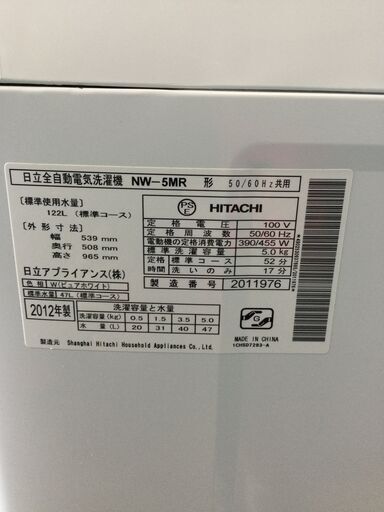 日立全自動電気洗濯機 NW-5MR 形 50/60Hz共用
[標準使用水量]
122L (標準コース)
[外形寸法]
幅 539 mm
奥行 508 mm
高さ 965 mm
日立アプライアンス(株)
色相 W(ピュアホワイト)
標準水量 47L (標準コース)
PS E HITACHI
定格電圧 100 V
定格周波数 50/60 Hz
電動機の定格消費電力 390/455 W
標準洗濯容量 5.0 kg
標準コース 52 分
時間 洗い 17 分
製造番号 2011976
2012年製
洗濯容量と水量
洗濯容量(kg) 0.5 1.5 3.5 5.0
水量(L) 20 31 40 47
G
MADE IN CHINA
1CHSD7283-A
製造元 Shanghai Hitachi Household Appliances Co., Ltd.